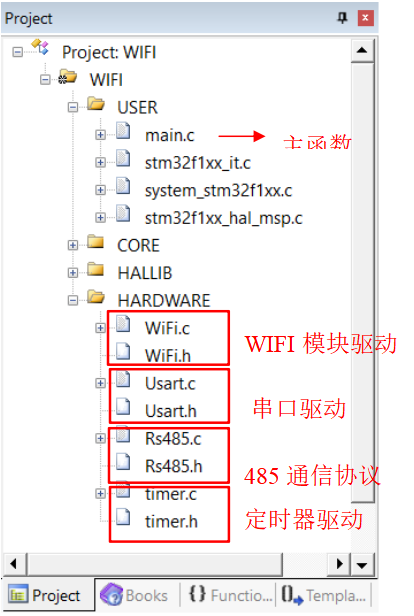 Project
Project: WIFI
WIFI
USER
main.c
主函数
stm32f1xx_it.c
system_stm32f1xx.c
stm32f1xx_hal_msp.c
CORE
HALLIB
HARDWARE
WiFi.c
WiFi.h
WIFI 模块驱动
Usart.c
Usart.h
串口驱动
Rs485.c
Rs485.h
485 通信协议
timer.c
timer.h
定时器驱动
Project Books {} Functio... 0 Templa...